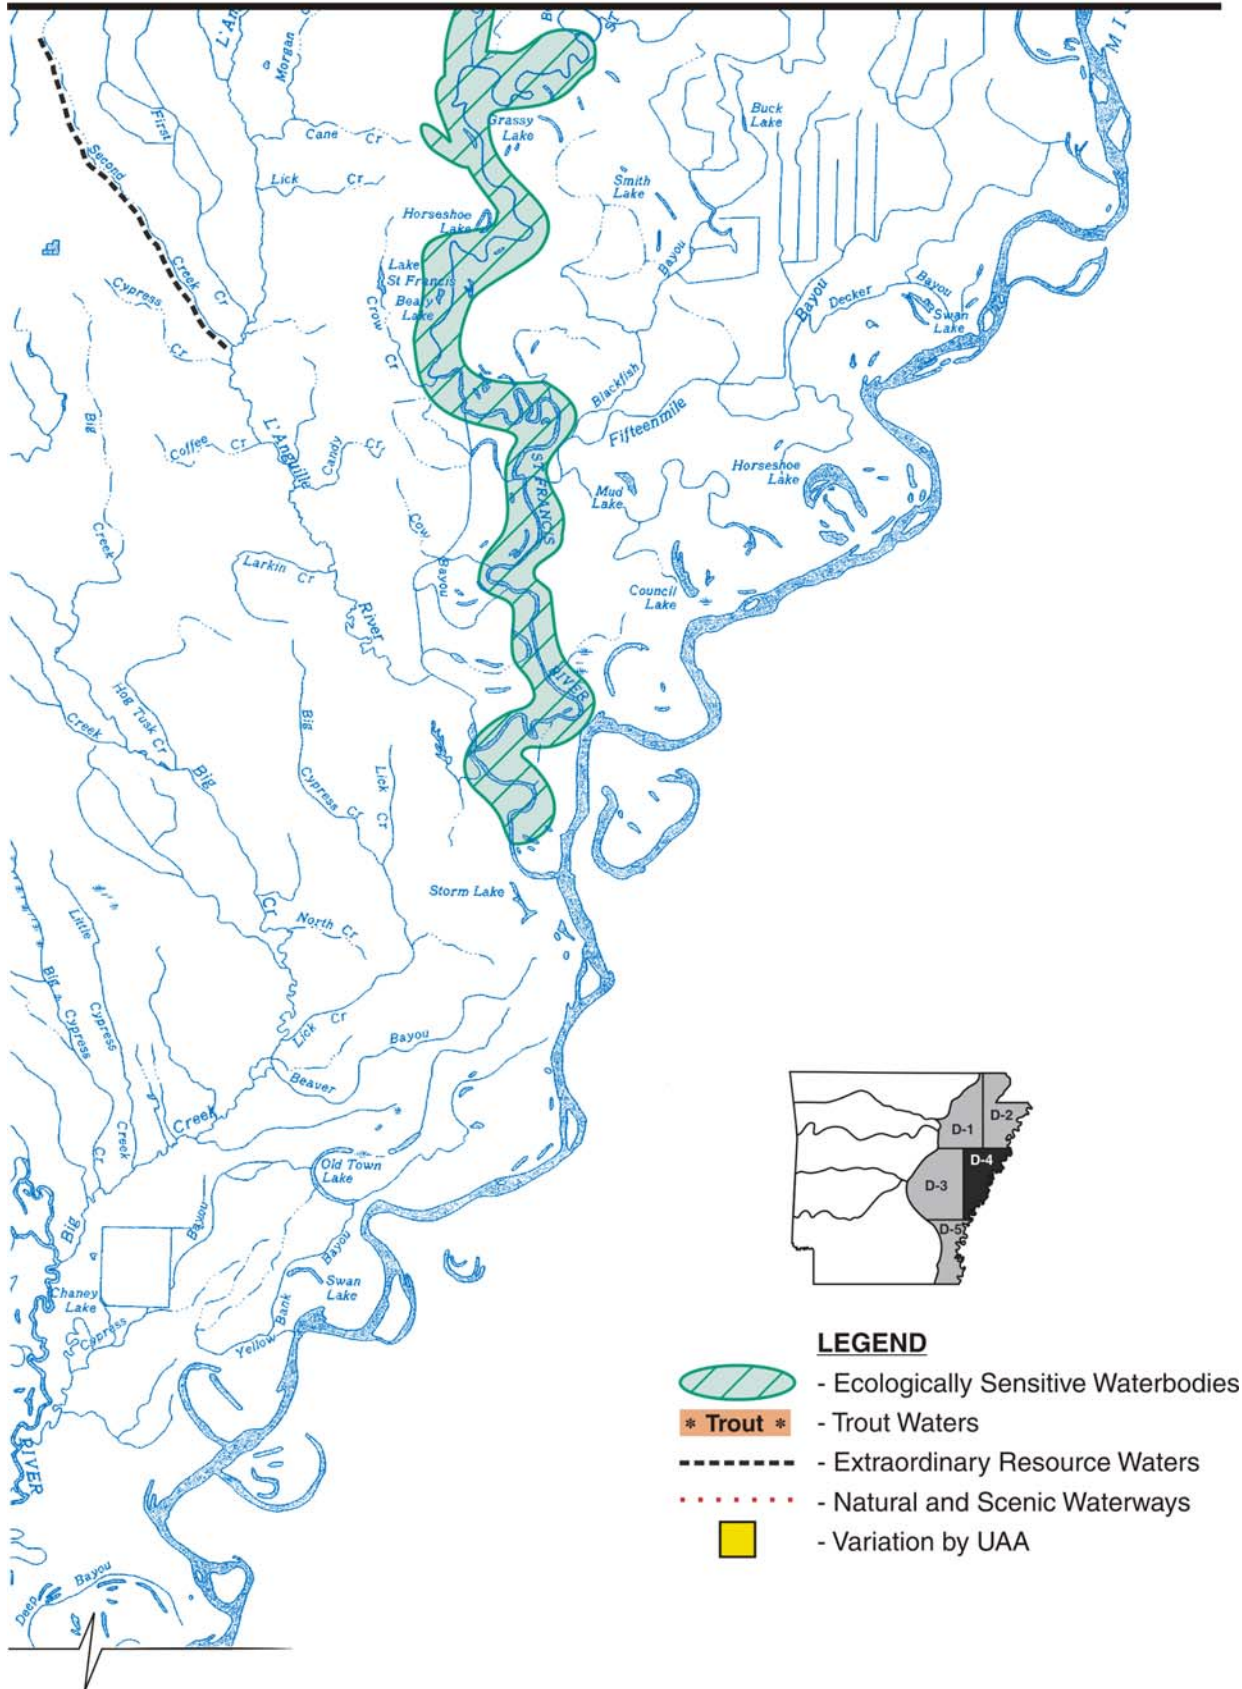 L'An
Morgan
B
ST
M I
First
Cane Cr
Grassy
Lake
Buck
Lake
Second
Lick Cr
Smith
Lake
Horseshoe
Lake
Bayou
Creek
Cr
Lake
St Francis
Cypress
Cr
Crow
Cr
Beaty
Lake
Bayou
Decker
Bayou
Swan
Lake
Big
Blackfish
Fifteenmile
Coffee Cr
L'Anguille
Candy Cr
ST FRANCIS
Horseshoe
Lake
Mud
Lake
Creek
Cow
Bayou
Larkin Cr
River
Council
Lake
RIVER
Hog Tusk Cr
Creek
Big
Big
Cypress Cr
Lick
Cr
Storm Lake
Cr
North Cr
Little
Cypress
Creek
Big
Cypress
Cr
Lick Cr
Bayou
Beaver
Creek
Old Town
Lake
Big
Bayou
Bayou
Swan
Lake
Bank
Yellow
Chaney
Lake
Cypress
RIVER
Bayou
Deep
D-1
D-2
D-4
D-3
D-5
LEGEND
- Ecologically Sensitive Waterbodies
* Trout * - Trout Waters
- Extraordinary Resource Waters
- Natural and Scenic Waterways
- Variation by UAA